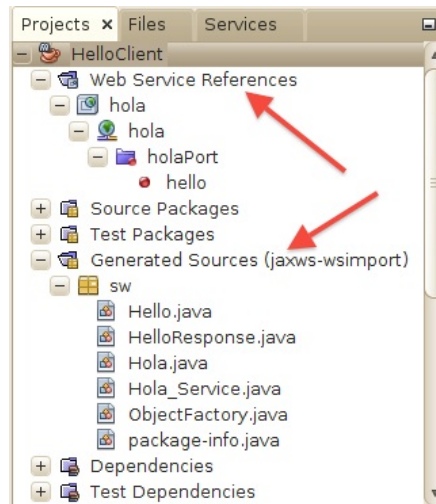 Projects Files Services
HelloClient
Web Service References
hola
hola
holaPort
hello
Source Packages
Test Packages
Generated Sources (jaxws-wsimport)
sw
Hello.java
HelloResponse.java
Hola.java
Hola_Service.java
ObjectFactory.java
package-info.java
Dependencies
Test Dependencies